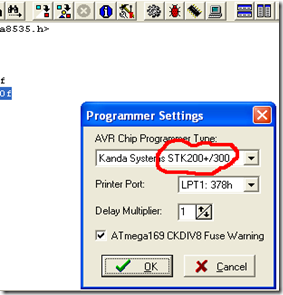 a8535.h>
f
0f
Programmer Settings
AVR Chip Programmer Type:
Kanda Systems STK200+/300
Printer Port:
LPT1: 378h
Delay Multiplier:
1
ATmega169 CKDIV8 Fuse Warning
OK
Cancel